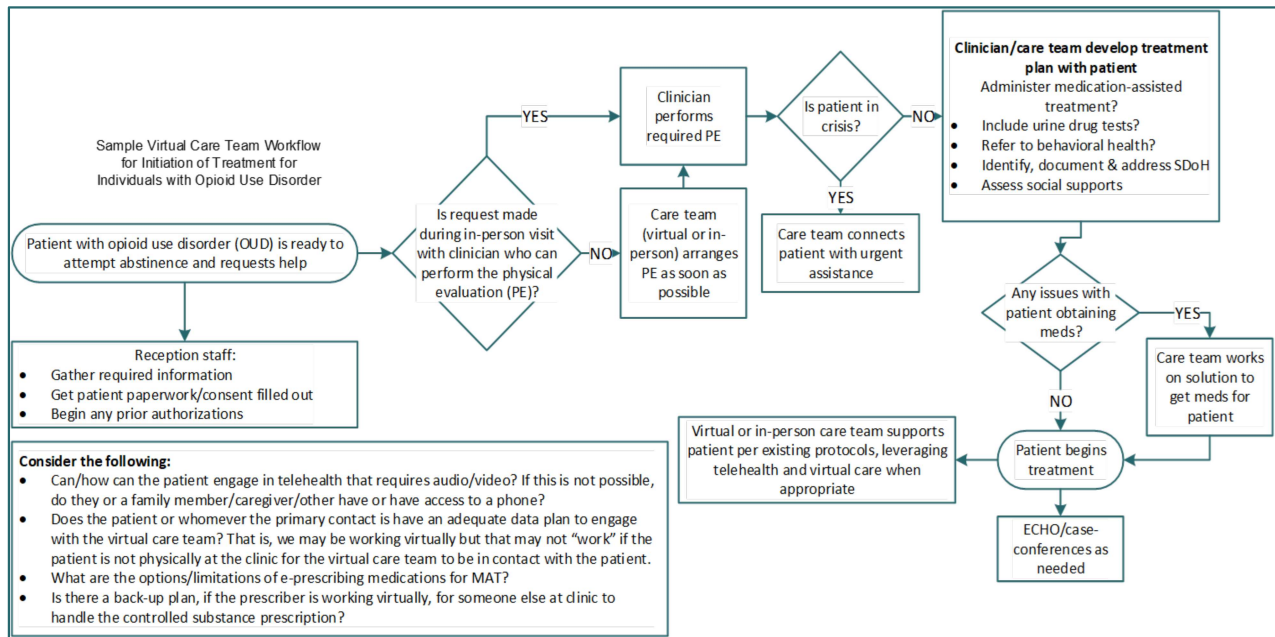 Sample Virtual Care Team Workflow
for Initiation of Treatment for
Individuals with Opioid Use Disorder
Patient with opioid use disorder (OUD) is ready to
attempt abstinence and requests help
Reception staff:
• Gather required information
• Get patient paperwork/consent filled out
• Begin any prior authorizations
Is request made
during in-person visit
with clinician who can
perform the physical
evaluation (PE)?
YES
NO
Clinician
performs
required PE
Care team
(virtual or in-
person) arranges
PE as soon as
possible
Is patient in
crisis?
NO
YES
Care team connects
patient with urgent
assistance
Clinician/care team develop treatment
plan with patient
Administer medication-assisted
treatment?
• Include urine drug tests?
• Refer to behavioral health?
• Identify, document & address SDoH
• Assess social supports
Any issues with
patient obtaining
meds?
YES
NO
Care team works
on solution to
get meds for
patient
Patient begins
treatment
Virtual or in-person care team supports
patient per existing protocols, leveraging
telehealth and virtual care when
appropriate
ECHO/case-
conferences as
needed
Consider the following:
• Can/how can the patient engage in telehealth that requires audio/video? If this is not possible,
do they or a family member/caregiver/other have or have access to a phone?
• Does the patient or whomever the primary contact is have an adequate data plan to engage
with the virtual care team? That is, we may be working virtually but that may not “work” if the
patient is not physically at the clinic for the virtual care team to be in contact with the patient.
• What are the options/limitations of e-prescribing medications for MAT?
• Is there a back-up plan, if the prescriber is working virtually, for someone else at clinic to
handle the controlled substance prescription?